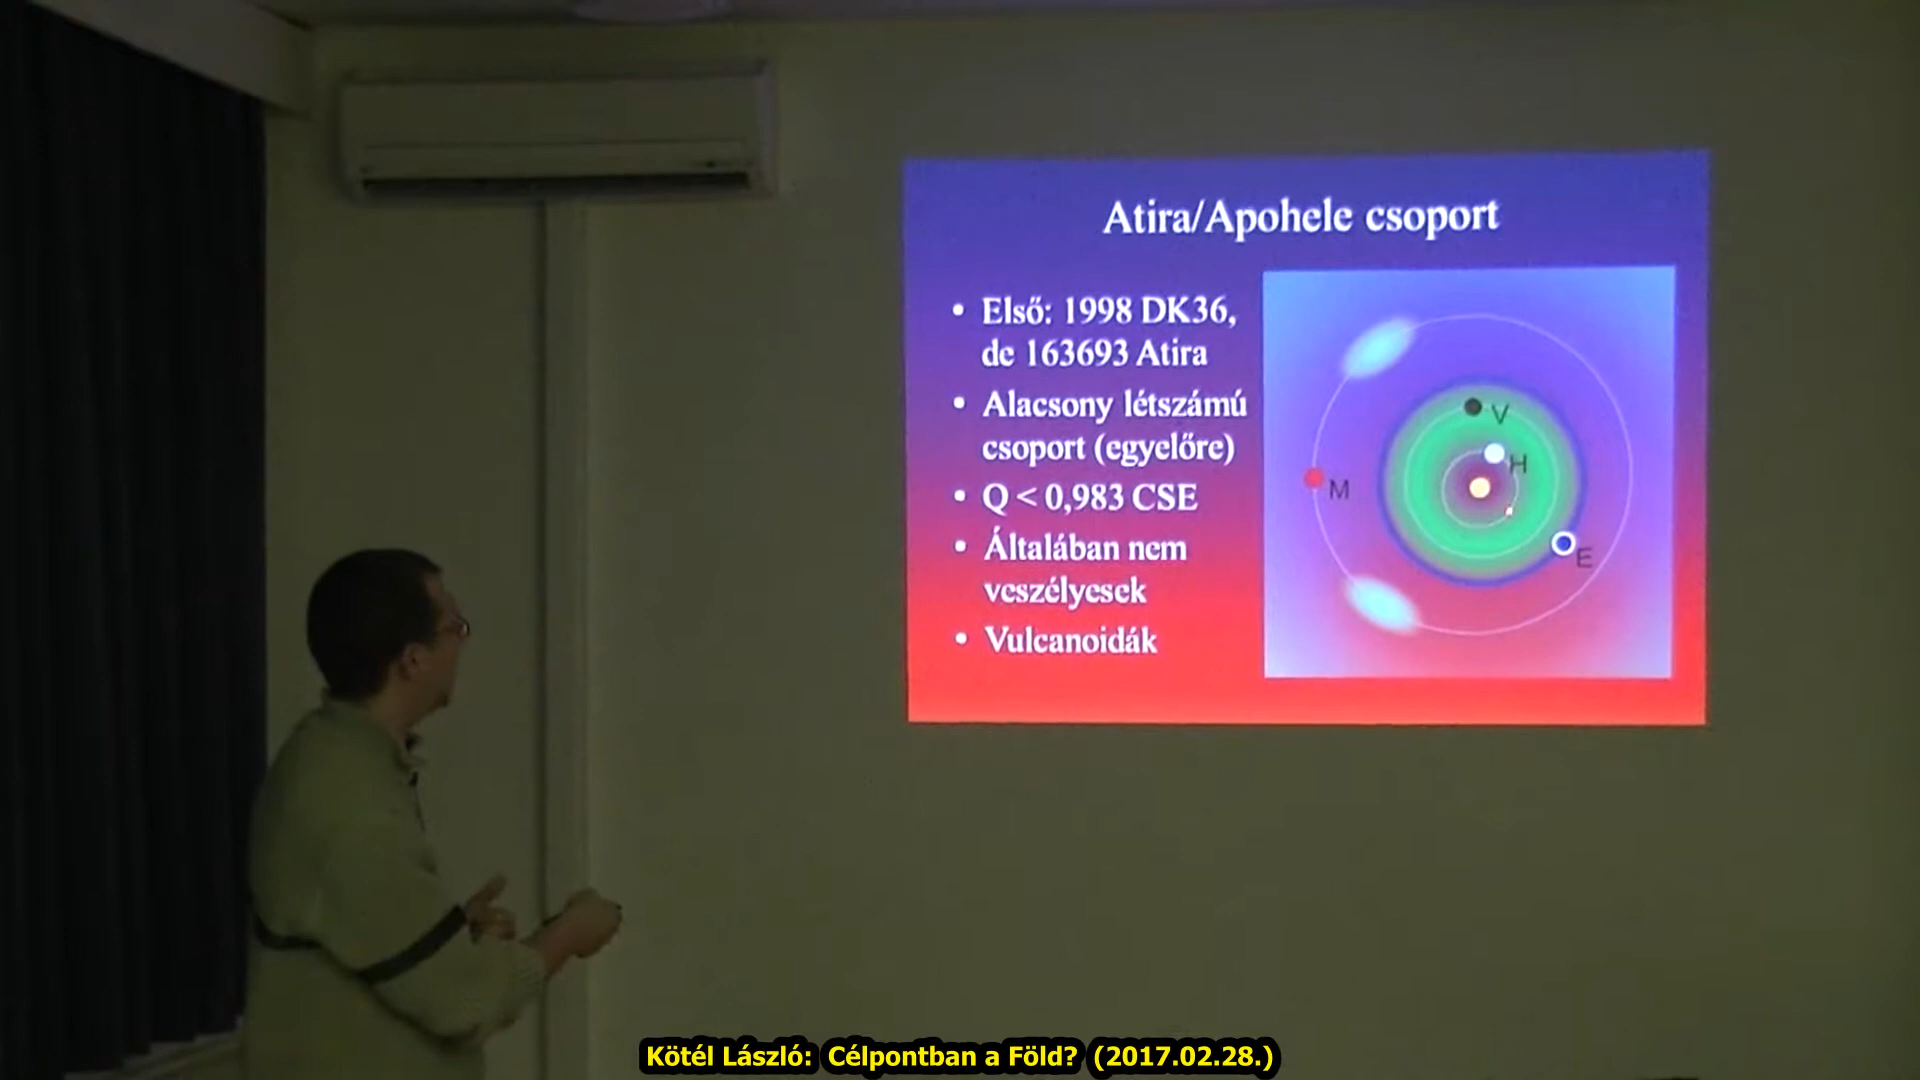 Atira/Apohele csoport
• Első: 1998 DK36,
de 163693 Atira
• Alacsony létszámú
csoport (egyelőre)
• Q < 0,983 CSE
• Általában nem
veszélyesek
• Vulcanoidák
V
H
M
E
Kötél László: Célpontban a Föld? (2017.02.28.)